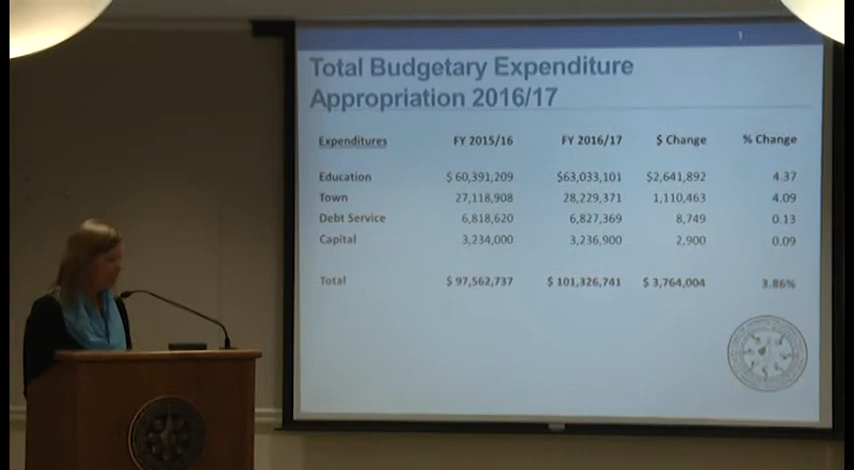 Total Budgetary Expenditure
Appropriation 2016/17
Expenditures FY 2015/16 FY 2016/17 $ Change % Change
Education $ 60,391,209 $63,033,101 $2,641,892 4.37
Town 27,118,908 28,229,371 1,110,463 4.09
Debt Service 6,818,620 6,827,369 8,749 0.13
Capital 3,234,000 3,236,900 2,900 0.09
Total $ 97,562,737 $ 101,326,741 $ 3,764,004 3.86%